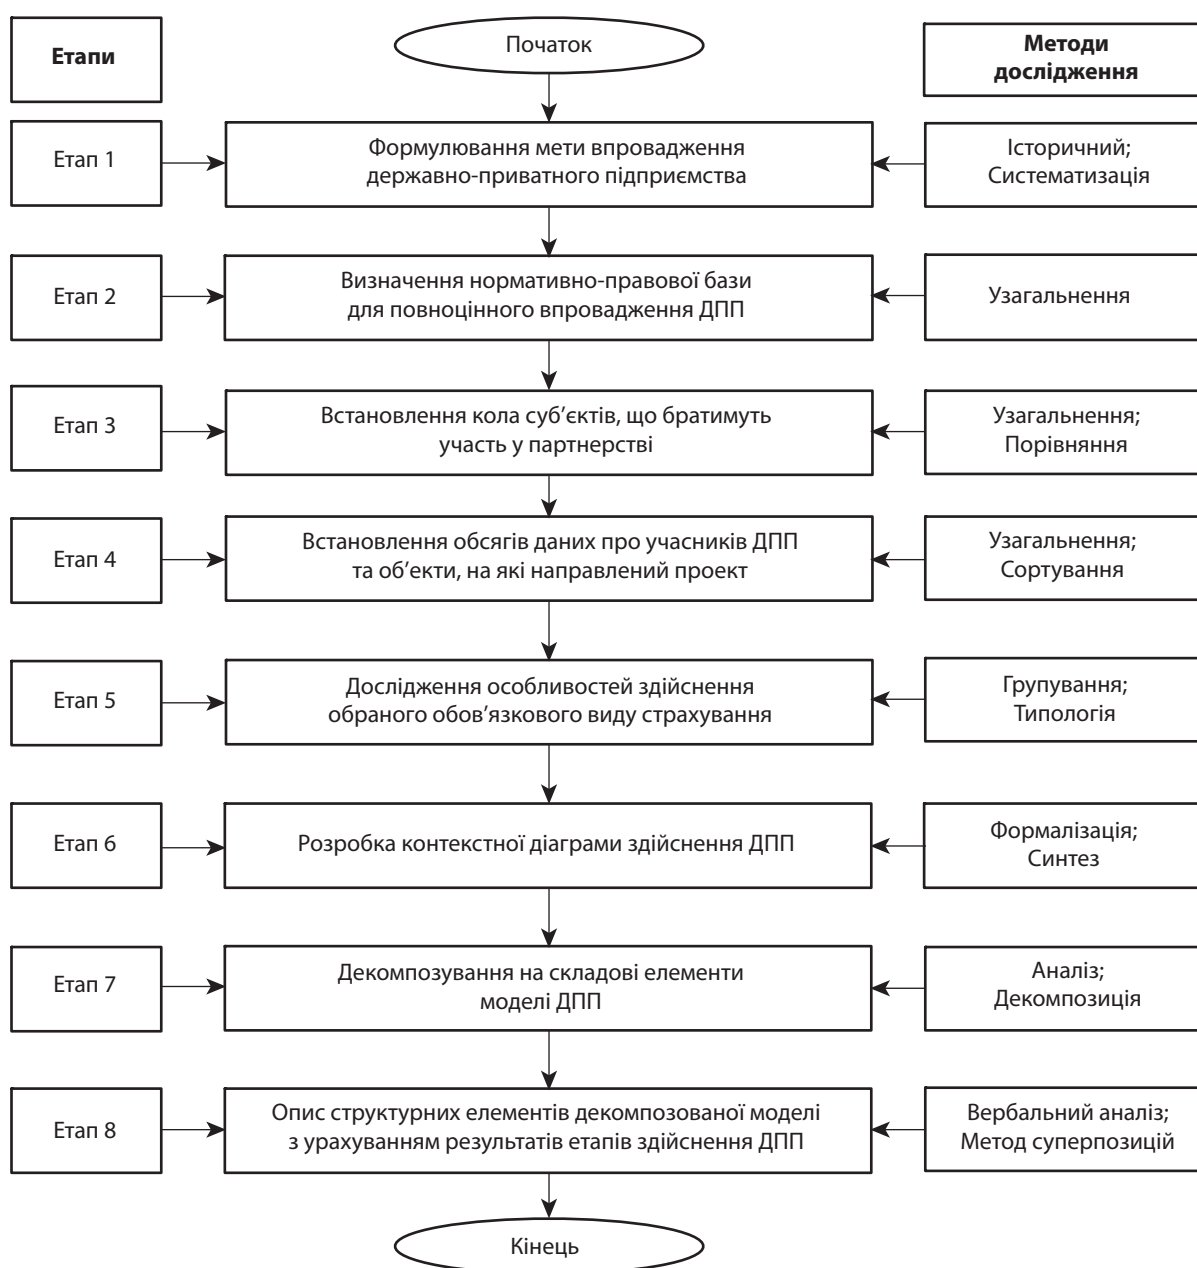 Етапи
Початок
Методи
дослідження
Етап 1
Формулювання мети впровадження
державно-приватного підприємства
Історичний;
Систематизація
Етап 2
Визначення нормативно-правової бази
для повноцінного впровадження ДПП
Узагальнення
Етап 3
Встановлення кола суб’єктів, що братимуть
участь у партнерстві
Узагальнення;
Порівняння
Етап 4
Встановлення обсягів даних про учасників ДПП
та об’єкти, на які направлений проект
Узагальнення;
Сортування
Етап 5
Дослідження особливостей здійснення
обраного обов’язкового виду страхування
Групування;
Типологія
Етап 6
Розробка контекстної діаграми здійснення ДПП
Формалізація;
Синтез
Етап 7
Декомпозування на складові елементи
моделі ДПП
Аналіз;
Декомпозиція
Етап 8
Опис структурних елементів декомпозованої моделі
з урахуванням результатів етапів здійснення ДПП
Вербальний аналіз;
Метод суперпозицій
Кінець